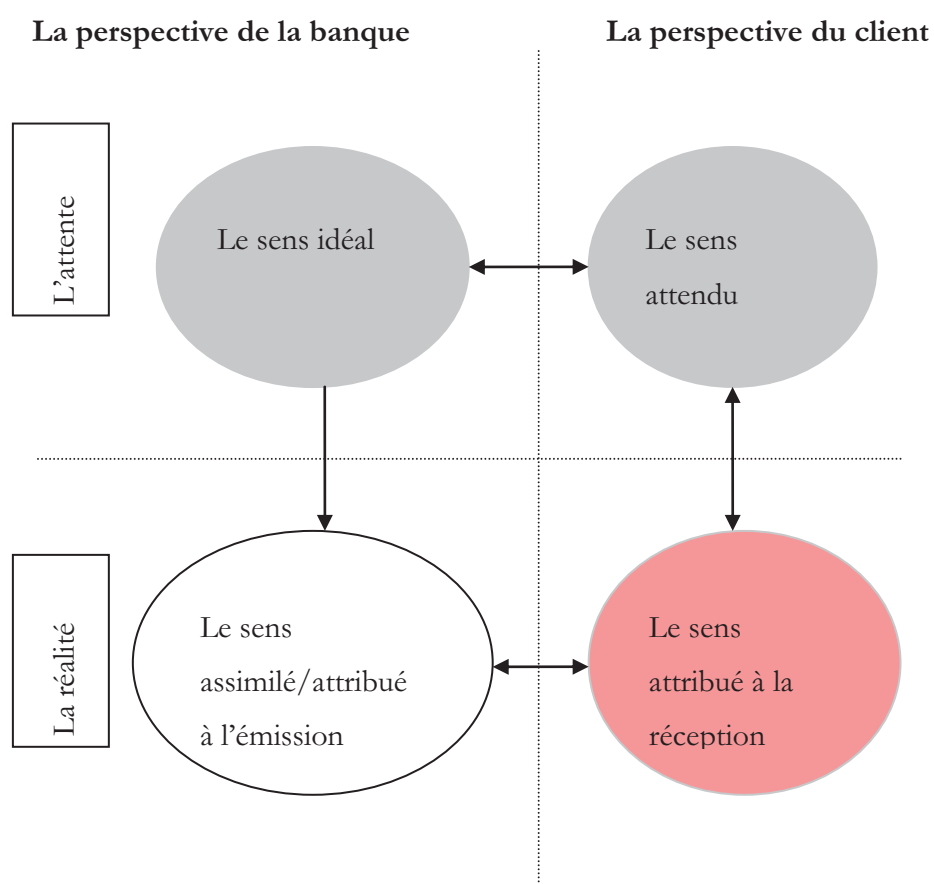 La perspective de la banque
La perspective du client
L'attente
Le sens idéal
Le sens
attendu
La réalité
Le sens
assimilé/attribué
à l'émission
Le sens
attribué à la
réception